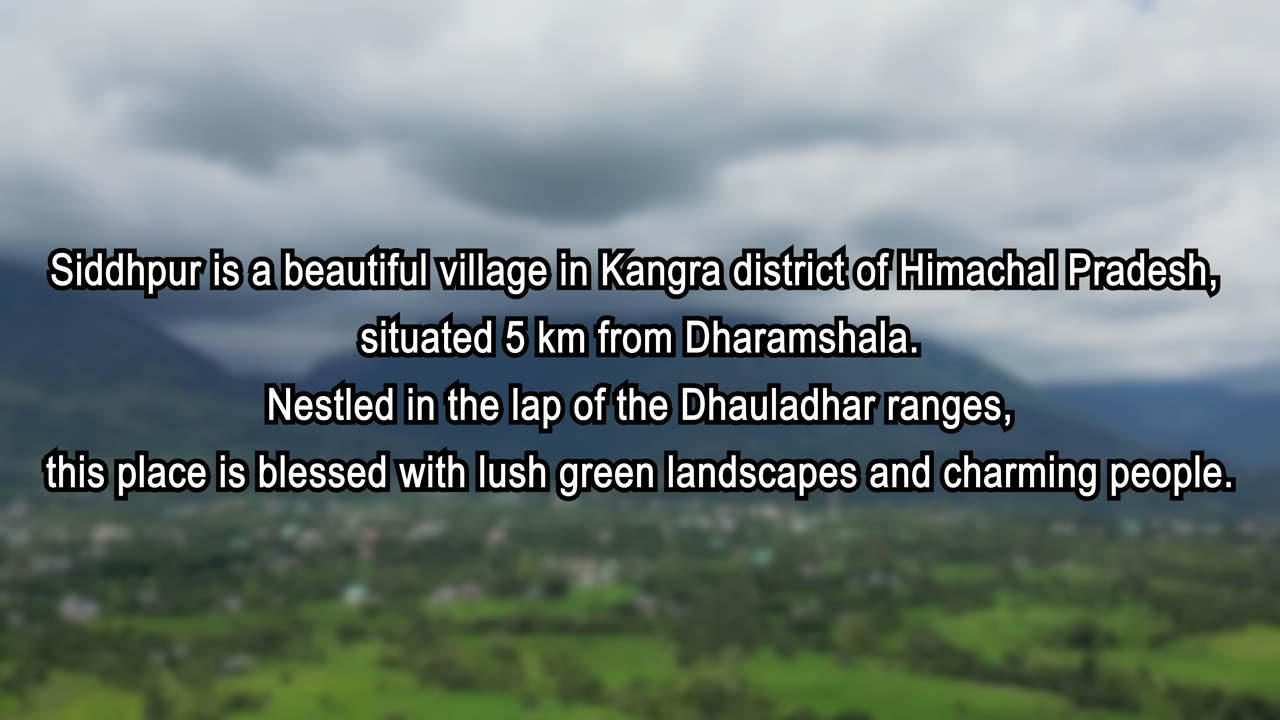 Siddhpur is a beautiful village in Kangra district of Himachal Pradesh,
situated 5 km from Dharamshala.
Nestled in the lap of the Dhauladhar ranges,
this place is blessed with lush green landscapes and charming people.